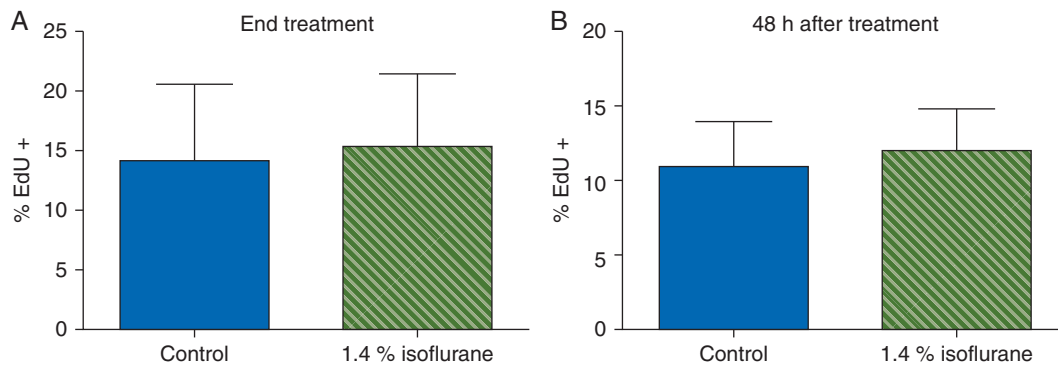 A
End treatment
25
20
15
10
5
0
% EdU +
Control
1.4 % isoflurane
B
48 h after treatment
20
15
10
5
0
% EdU +
Control
1.4 % isoflurane